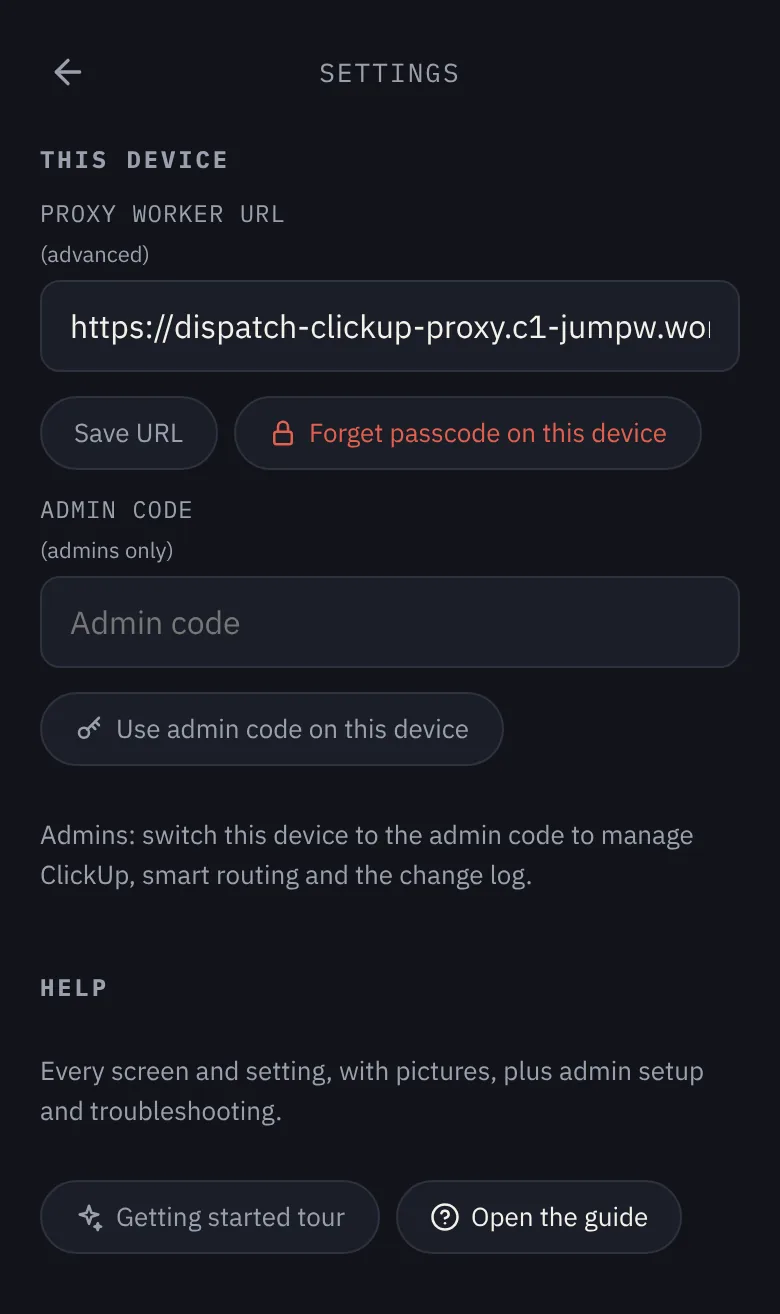 SETTINGS
THIS DEVICE
PROXY WORKER URL
(advanced)
https://dispatch-clickup-proxy.c1-jumpw.wor
Save URL
Forget passcode on this device
ADMIN CODE
(admins only)
Admin code
Use admin code on this device
Admins: switch this device to the admin code to manage
ClickUp, smart routing and the change log.
HELP
Every screen and setting, with pictures, plus admin setup
and troubleshooting.
Getting started tour
Open the guide